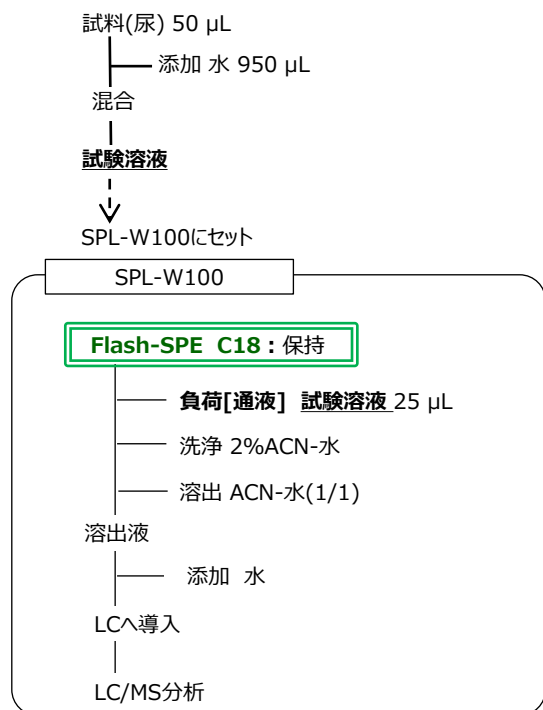 試料(尿) 50 µL
添加 水 950 µL
混合
試験溶液
SPL-W100にセット
SPL-W100
Flash-SPE C18：保持
負荷[通液] 試験溶液 25 µL
洗浄 2%ACN-水
溶出 ACN-水(1/1)
溶出液
添加 水
LCへ導入
LC/MS分析